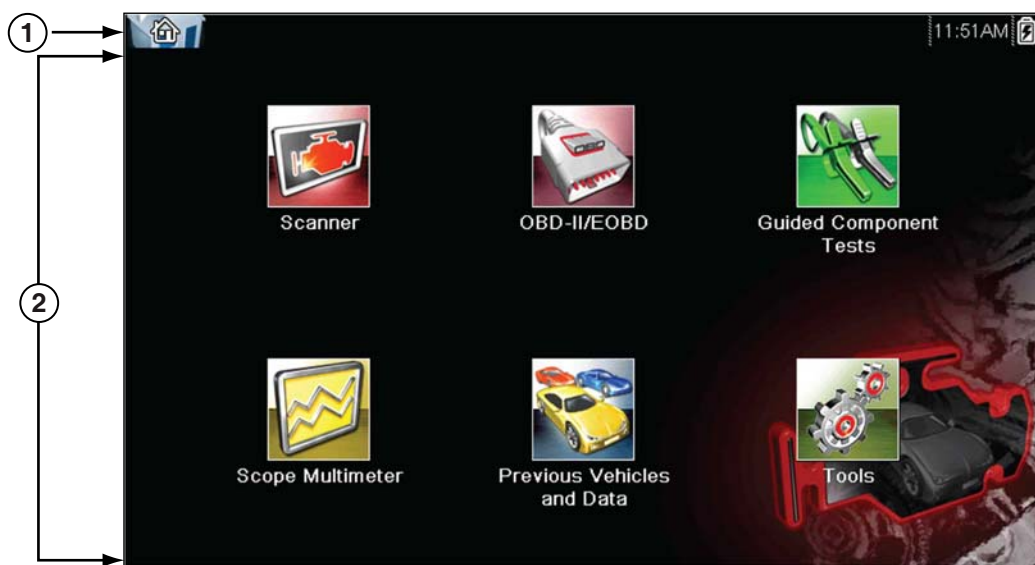 1
11:51AM
2
Scanner
OBD-II/EOBD
Guided Component
Tests
Scope Multimeter
Previous Vehicles
and Data
Tools